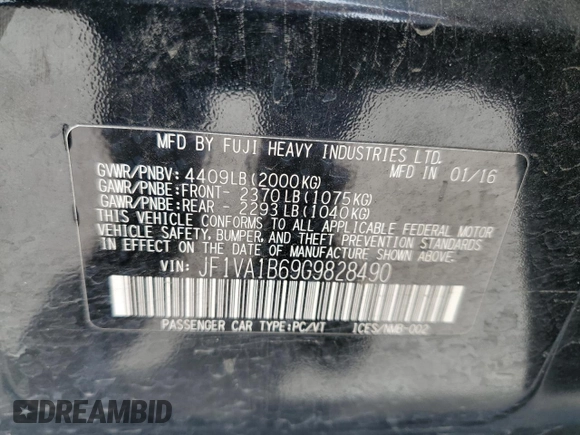 MFD BY FUJI HEAVY INDUSTRIES LTD.
GVWR/PNBV: 4409LB(2000KG) MFD IN 01/16
GAWR/PNBE:FRONT- 2370LB(1075KG)
GAWR/PNBE:REAR - 2293LB(1040KG)
THIS VEHICLE CONFORMS TO ALL APPLICABLE FEDERAL MOTOR
VEHICLE SAFETY, BUMPER, AND THEFT PREVENTION STANDARDS
IN EFFECT ON THE DATE OF MANUFACTURE SHOWN ABOVE.
VIN: JF1VA1B69G9828490
PASSENGER CAR TYPE:PC/VT ICES/NMB-002
DREAMBID